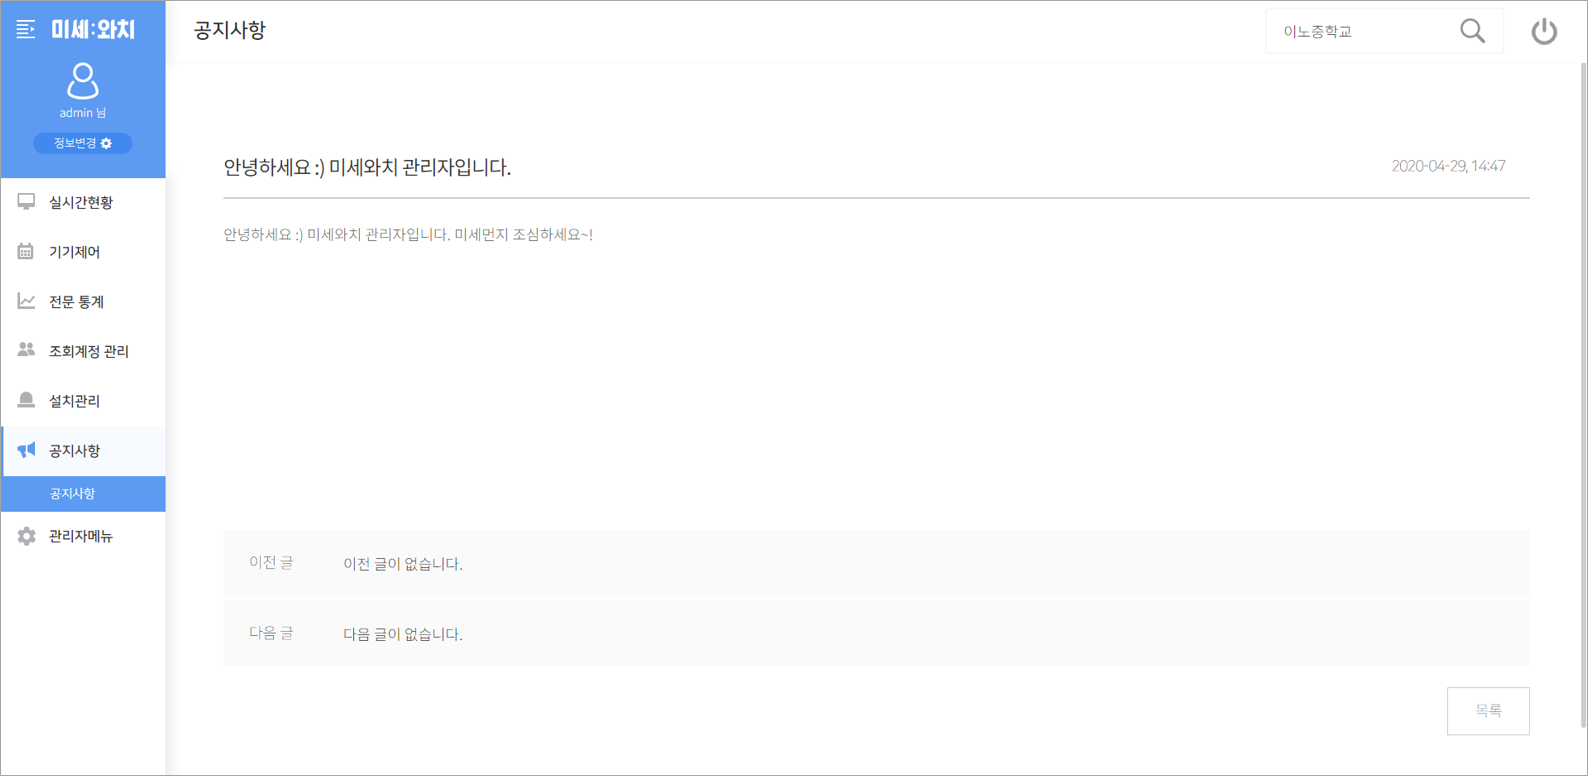 미세:와치
admin 님
정보변경
실시간현황
기기제어
전문 통계
조회계정 관리
설치관리
공지사항
공지사항
관리자메뉴
공지사항
이노중학교
안녕하세요 :) 미세와치 관리자입니다.
2020-04-29, 14:47
안녕하세요 :) 미세와치 관리자입니다. 미세먼지 조심하세요~!
이전 글 이전 글이 없습니다.
다음 글 다음 글이 없습니다.
목록